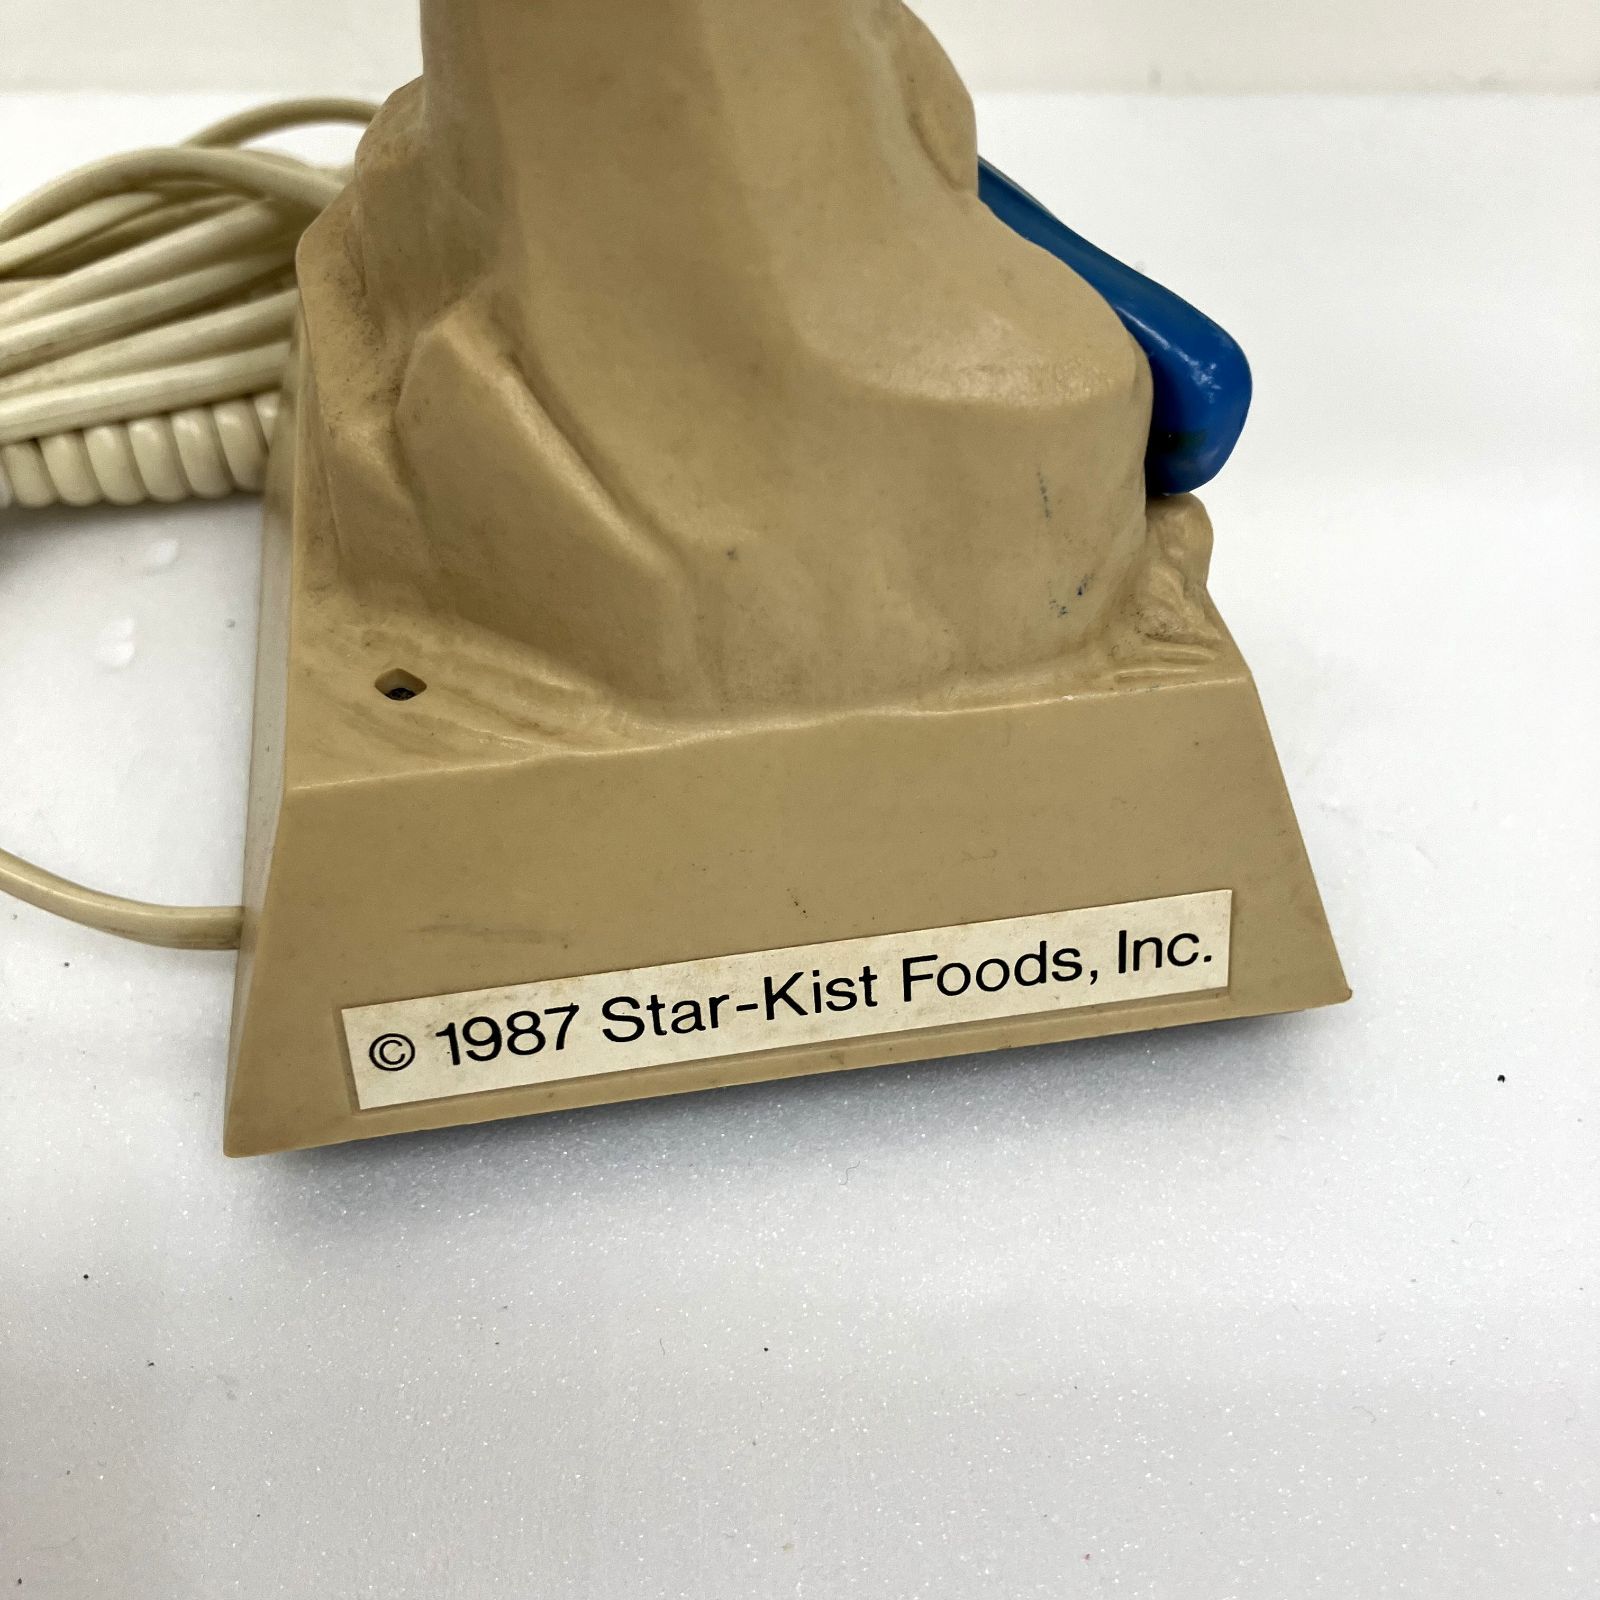 © 1987 Star-Kist Foods, Inc.